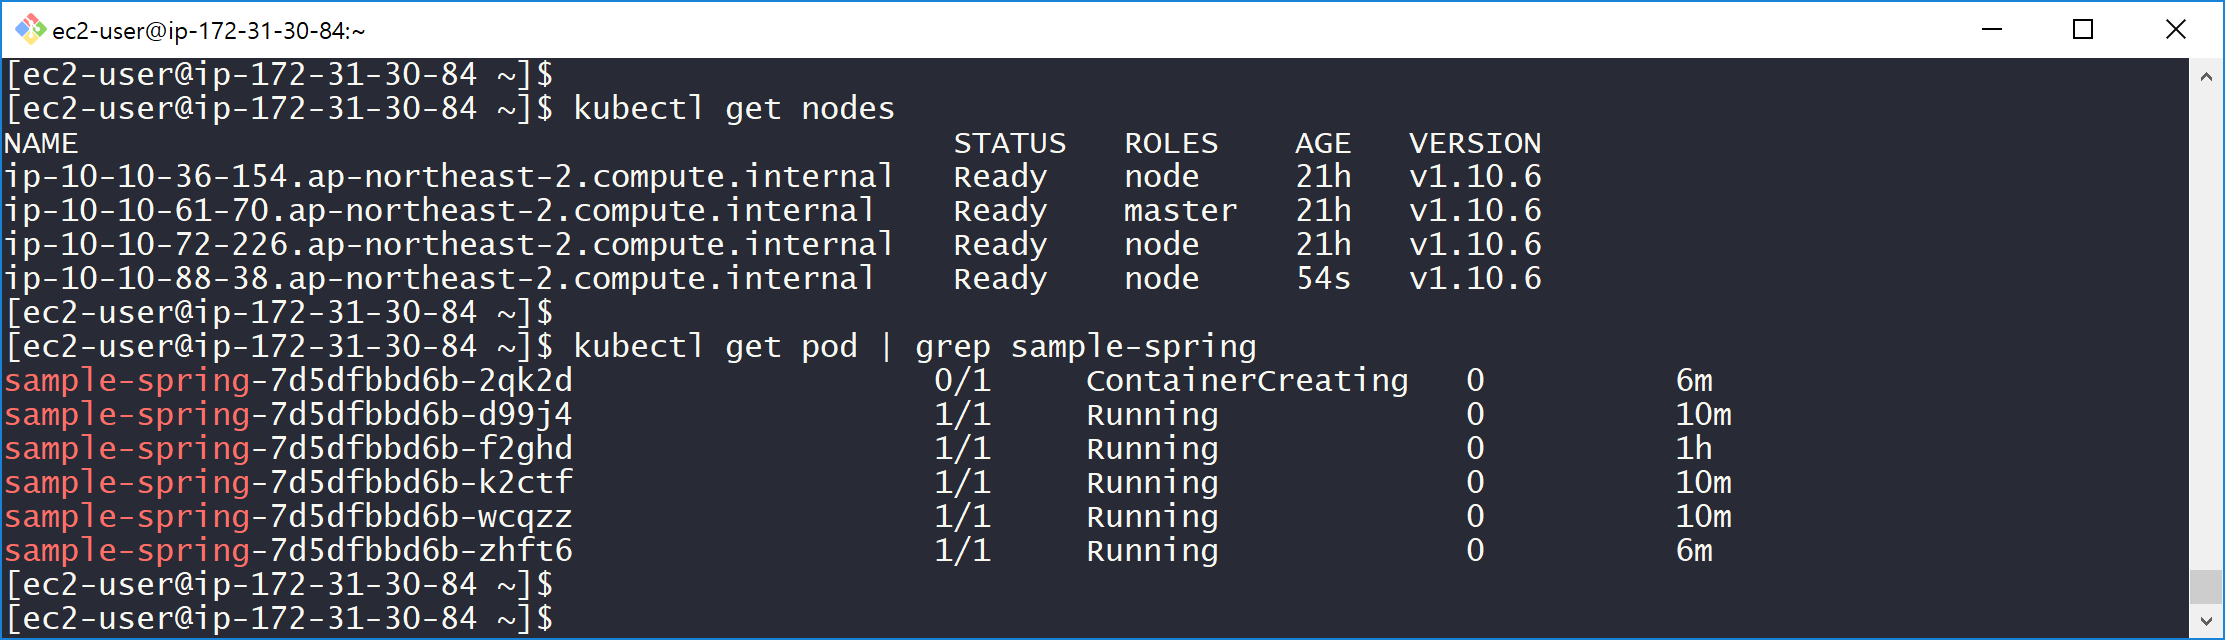 ec2-user@ip-172-31-30-84:~
[ec2-user@ip-172-31-30-84 ~]$
[ec2-user@ip-172-31-30-84 ~]$ kubectl get nodes
NAME STATUS ROLES AGE VERSION
ip-10-10-36-154.ap-northeast-2.compute.internal Ready node 21h v1.10.6
ip-10-10-61-70.ap-northeast-2.compute.internal Ready master 21h v1.10.6
ip-10-10-72-226.ap-northeast-2.compute.internal Ready node 21h v1.10.6
ip-10-10-88-38.ap-northeast-2.compute.internal Ready node 54s v1.10.6
[ec2-user@ip-172-31-30-84 ~]$
[ec2-user@ip-172-31-30-84 ~]$ kubectl get pod | grep sample-spring
sample-spring-7d5dfbbd6b-2qk2d 0/1 ContainerCreating 0 6m
sample-spring-7d5dfbbd6b-d99j4 1/1 Running 0 10m
sample-spring-7d5dfbbd6b-f2ghd 1/1 Running 0 1h
sample-spring-7d5dfbbd6b-k2ctf 1/1 Running 0 10m
sample-spring-7d5dfbbd6b-wcqzz 1/1 Running 0 10m
sample-spring-7d5dfbbd6b-zhft6 1/1 Running 0 6m
[ec2-user@ip-172-31-30-84 ~]$
[ec2-user@ip-172-31-30-84 ~]$